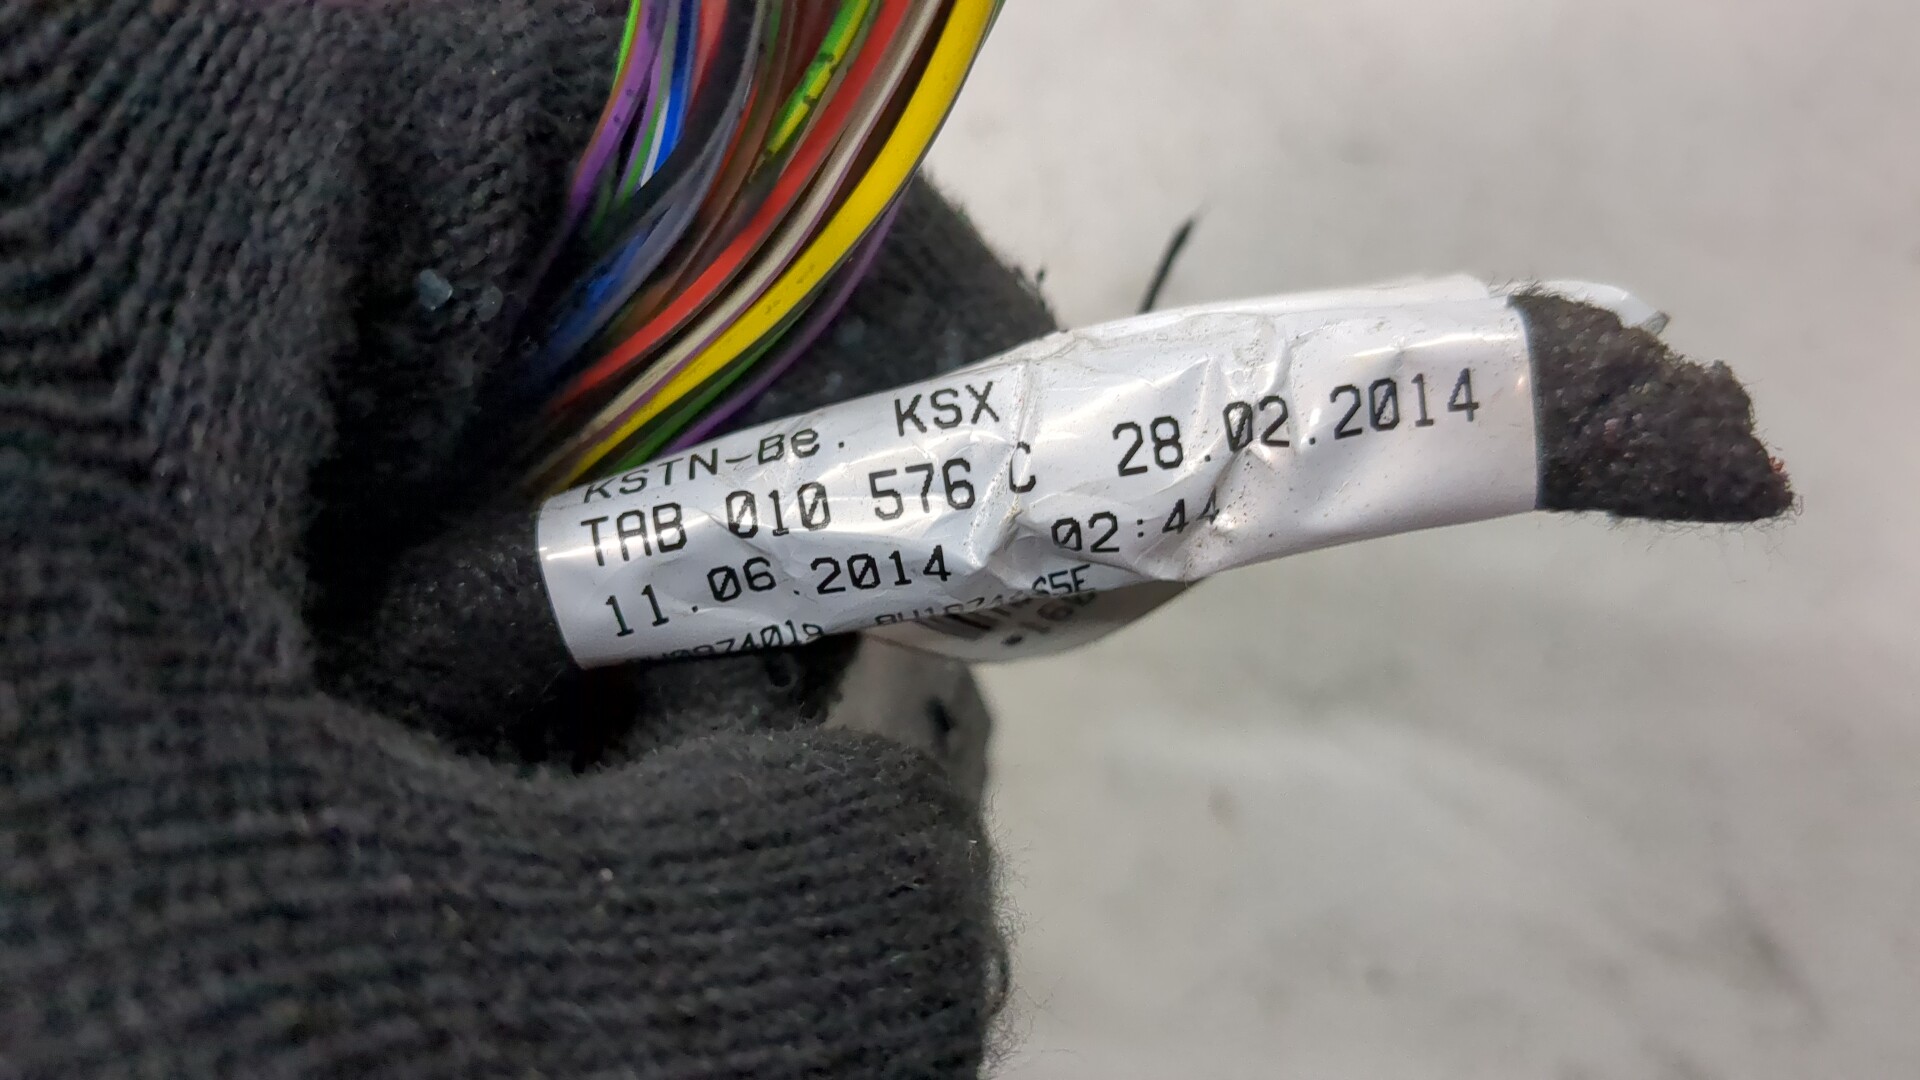 KSTN-Be. KSX
TAB 010 576 C 28.02.2014
11.06.2014 02:44